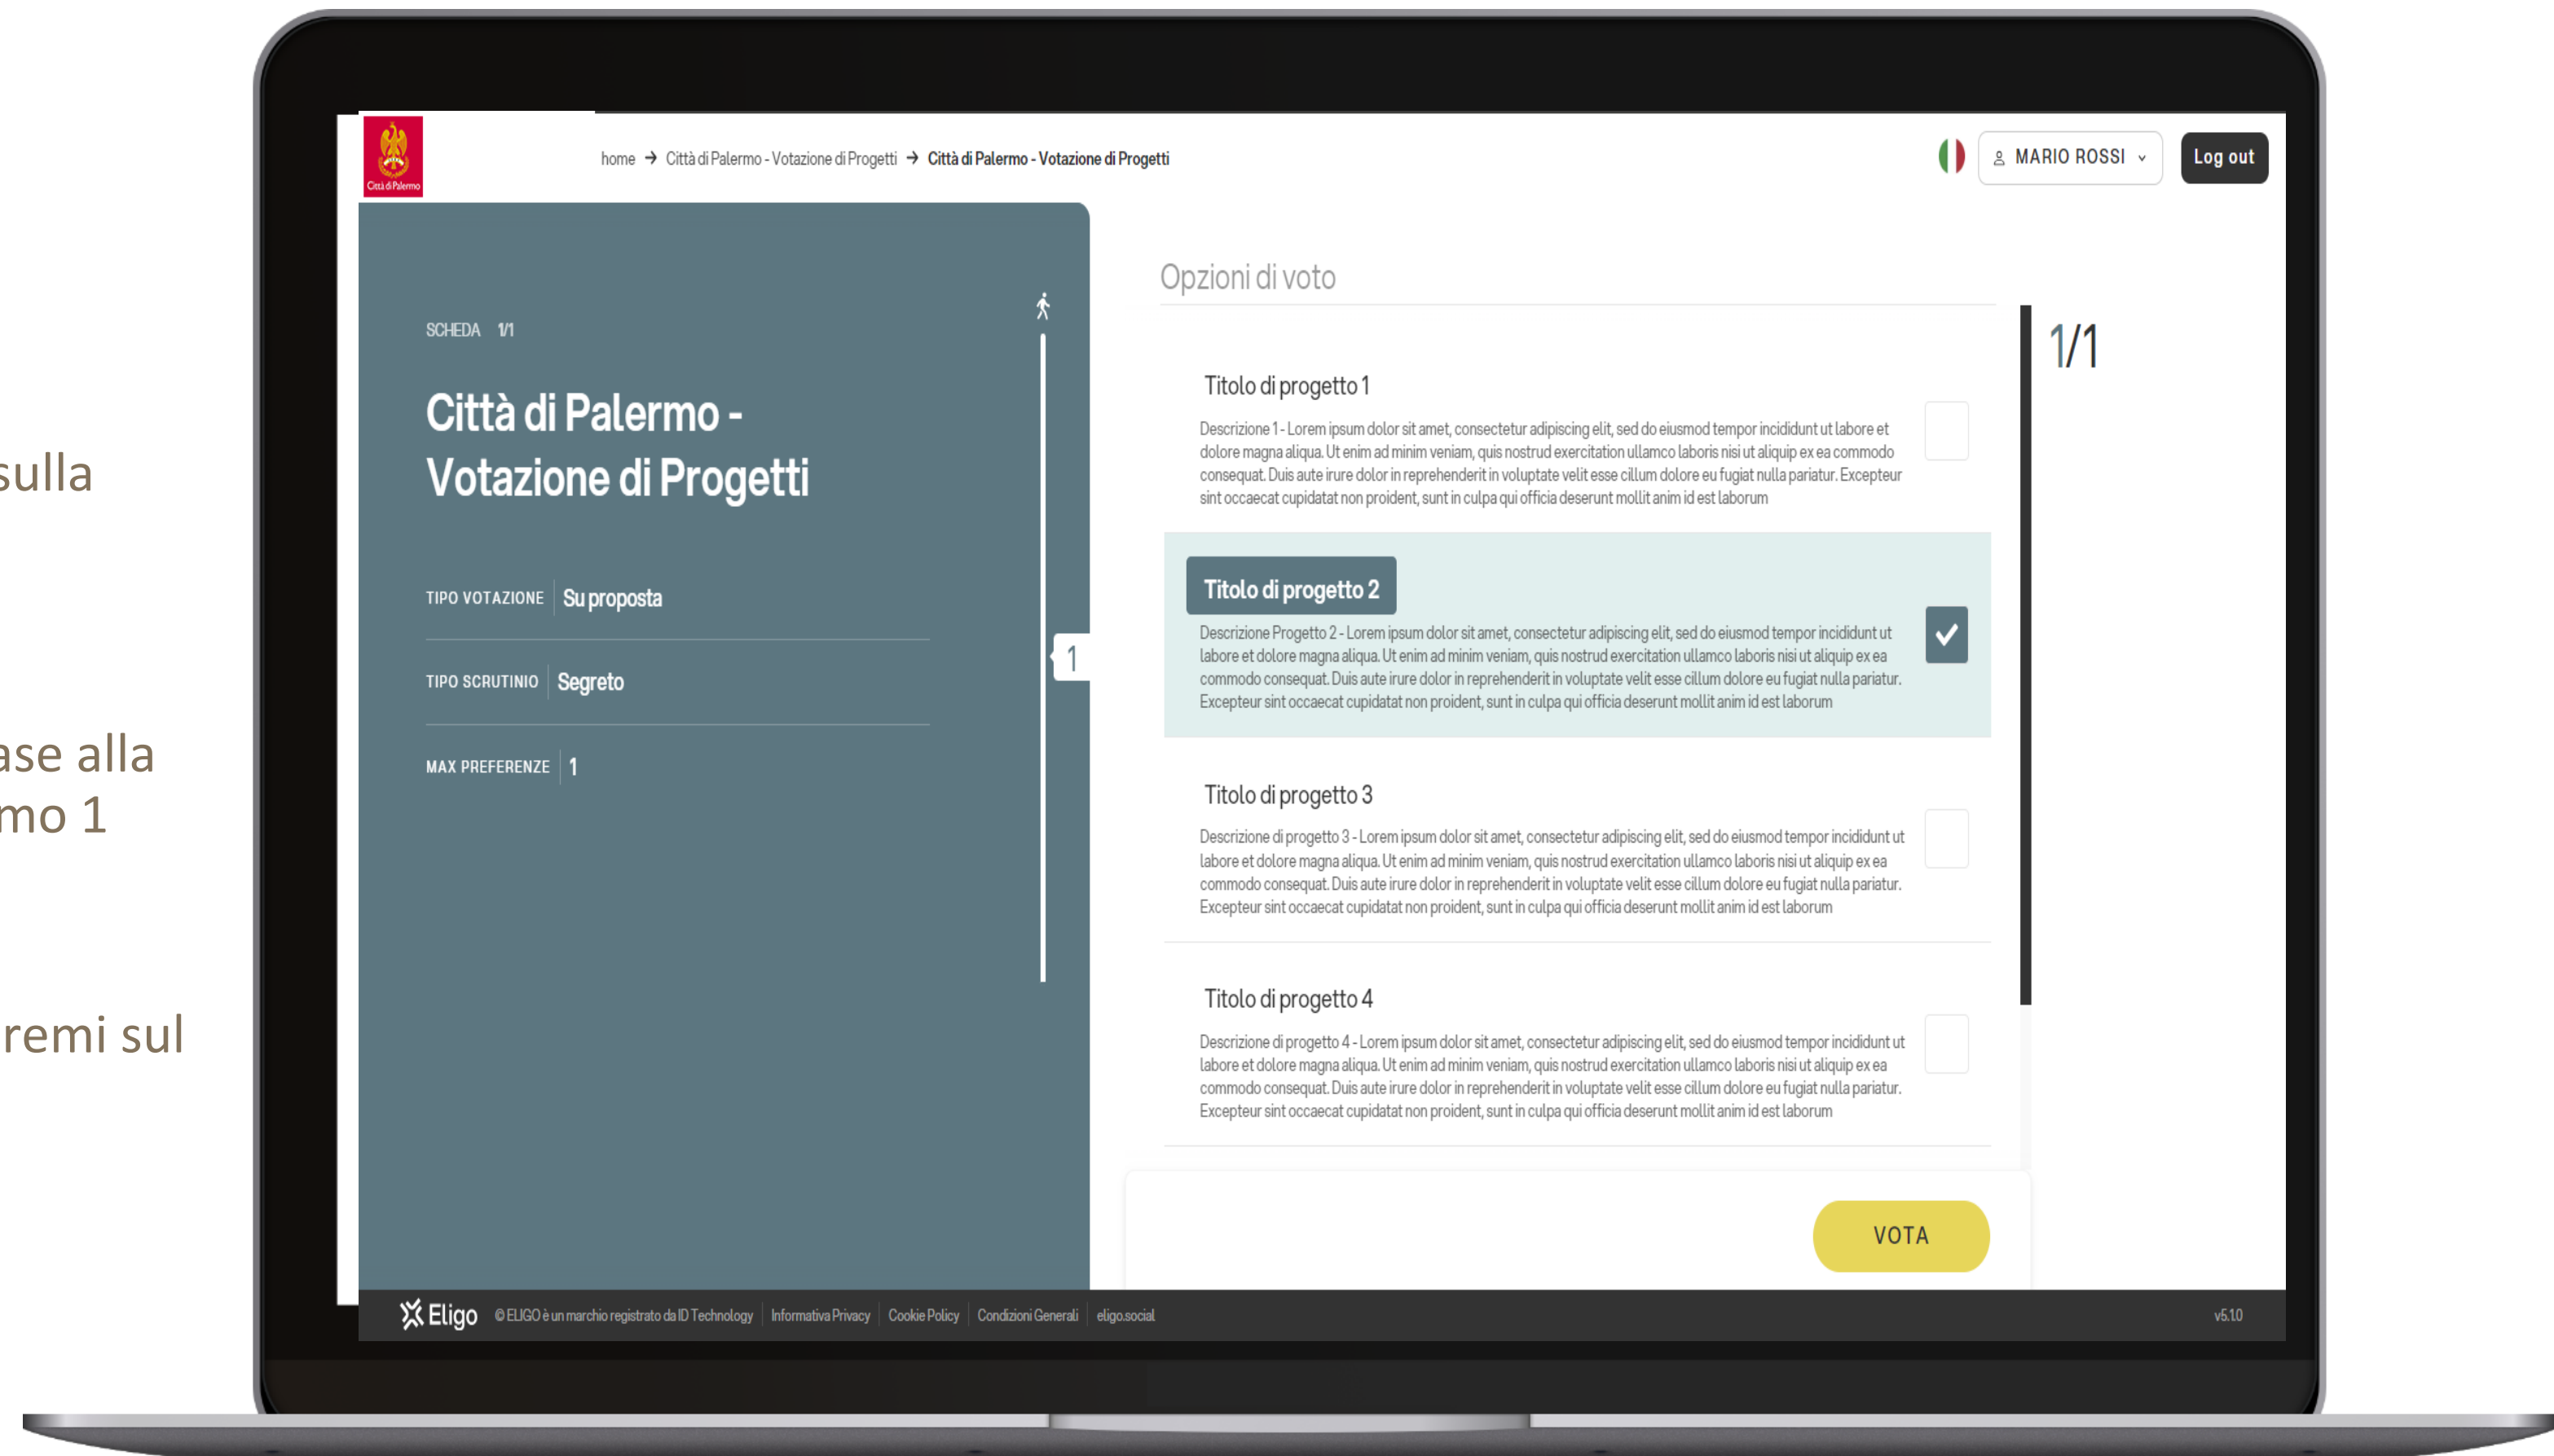 sulla
alla
1
sul
Città di Palermo
home → Città di Palermo - Votazione di Progetti → Città di Palermo - Votazione di Progetti
MARIO ROSSI
Log out
SCHEDA 1/1
Città di Palermo -
Votazione di Progetti
TIPO VOTAZIONE Su proposta
TIPO SCRUTINIO Segreto
MAX PREFERENZE 1
1
Opzioni di voto
1/1
Titolo di progetto 1
Descrizione 1 - Lorem ipsum dolor sit amet, consectetur adipiscing elit, sed do eiusmod tempor incididunt ut labore et
dolore magna aliqua. Ut enim ad minim veniam, quis nostrud exercitation ullamco laboris nisi ut aliquip ex ea commodo
consequat. Duis aute irure dolor in reprehenderit in voluptate velit esse cillum dolore eu fugiat nulla pariatur. Excepteur
sint occaecat cupidatat non proident, sunt in culpa qui officia deserunt mollit anim id est laborum
Titolo di progetto 2
Descrizione Progetto 2 - Lorem ipsum dolor sit amet, consectetur adipiscing elit, sed do eiusmod tempor incididunt ut
labore et dolore magna aliqua. Ut enim ad minim veniam, quis nostrud exercitation ullamco laboris nisi ut aliquip ex ea
commodo consequat. Duis aute irure dolor in reprehenderit in voluptate velit esse cillum dolore eu fugiat nulla pariatur.
Excepteur sint occaecat cupidatat non proident, sunt in culpa qui officia deserunt mollit anim id est laborum
Titolo di progetto 3
Descrizione di progetto 3 - Lorem ipsum dolor sit amet, consectetur adipiscing elit, sed do eiusmod tempor incididunt ut
labore et dolore magna aliqua. Ut enim ad minim veniam, quis nostrud exercitation ullamco laboris nisi ut aliquip ex ea
commodo consequat. Duis aute irure dolor in reprehenderit in voluptate velit esse cillum dolore eu fugiat nulla pariatur.
Excepteur sint occaecat cupidatat non proident, sunt in culpa qui officia deserunt mollit anim id est laborum
Titolo di progetto 4
Descrizione di progetto 4 - Lorem ipsum dolor sit amet, consectetur adipiscing elit, sed do eiusmod tempor incididunt ut
labore et dolore magna aliqua. Ut enim ad minim veniam, quis nostrud exercitation ullamco laboris nisi ut aliquip ex ea
commodo consequat. Duis aute irure dolor in reprehenderit in voluptate velit esse cillum dolore eu fugiat nulla pariatur.
Excepteur sint occaecat cupidatat non proident, sunt in culpa qui officia deserunt mollit anim id est laborum
VOTA
Eligo © ELIGO è un marchio registrato da ID Technology Informativa Privacy Cookie Policy Condizioni Generali eligo.social v5.1.0